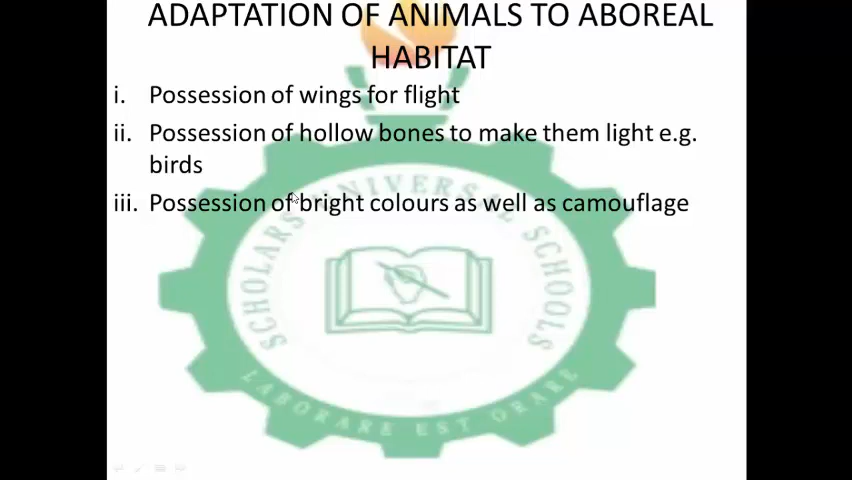 ADAPTATION OF ANIMALS TO ABOREAL
HABITAT
i. Possession of wings for flight
ii. Possession of hollow bones to make them light e.g.
birds
iii. Possession of bright colours as well as camouflage
SCHOLARS UNIVERSAL SCHOOLS
LABORARE EST ORARE